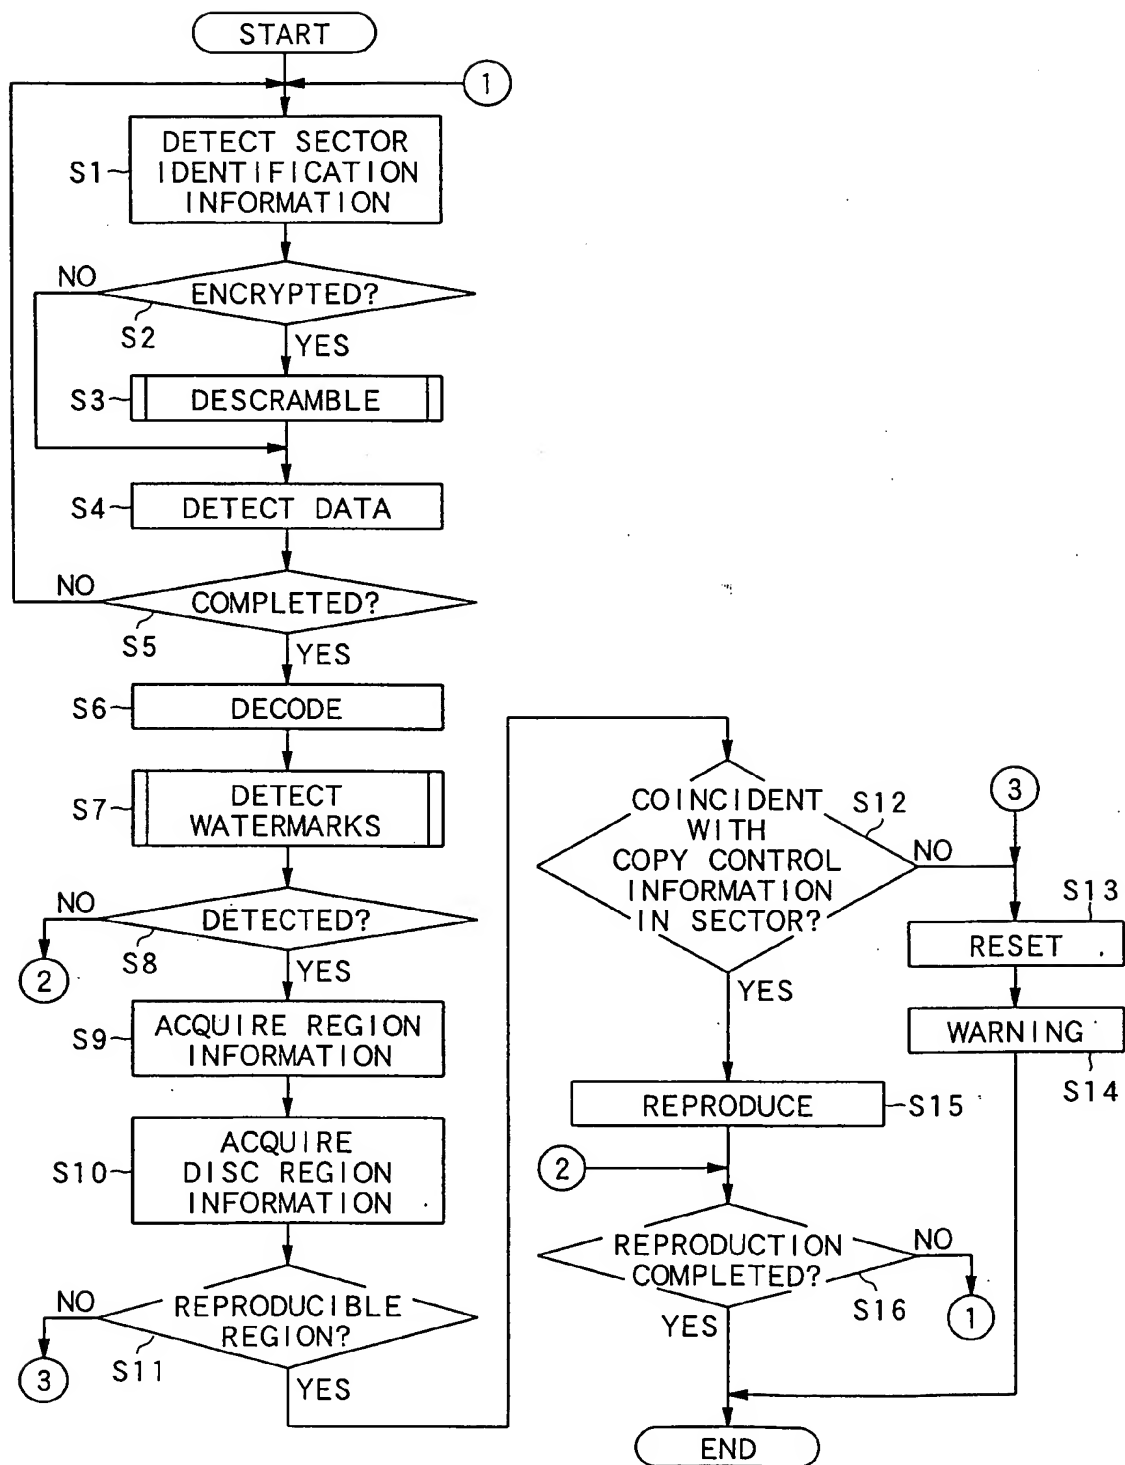 START
1
S1
DETECT SECTOR
IDENTIFICATION
INFORMATION
NO
ENCRYPTED?
S2
YES
S3
DESCRAMBLE
S4
DETECT DATA
NO
COMPLETED?
S5
YES
S6
DECODE
S7
DETECT
WATERMARKS
NO
DETECTED?
S8
2
YES
S9
ACQUIRE REGION
INFORMATION
S10
ACQUIRE
DISC REGION
INFORMATION
NO
REPRODUCIBLE
REGION?
S11
3
YES
COINCIDENT
WITH
COPY CONTROL
INFORMATION
IN SECTOR?
S12
NO
3
S13
RESET
YES
WARNING
S14
REPRODUCE
S15
2
REPRODUCTION
COMPLETED?
NO
S16
1
YES
END